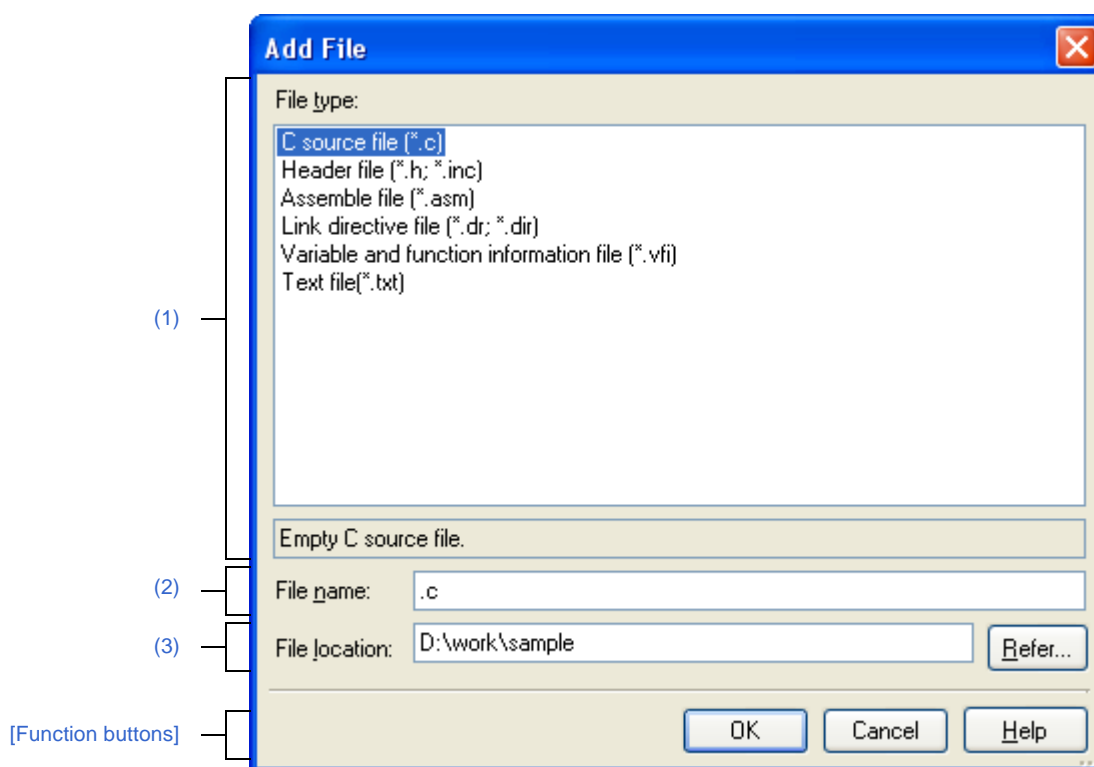 Add File
File type:
C source file (*.c)
Header file (*.h; *.inc)
Assemble file (*.asm)
Link directive file (*.dr; *.dir)
Variable and function information file (*.vfi)
Text file(*.txt)
(1)
Empty C source file.
(2)
File name:
.c
(3)
File location:
D:\work\sample
Refer...
[Function buttons]
OK
Cancel
Help